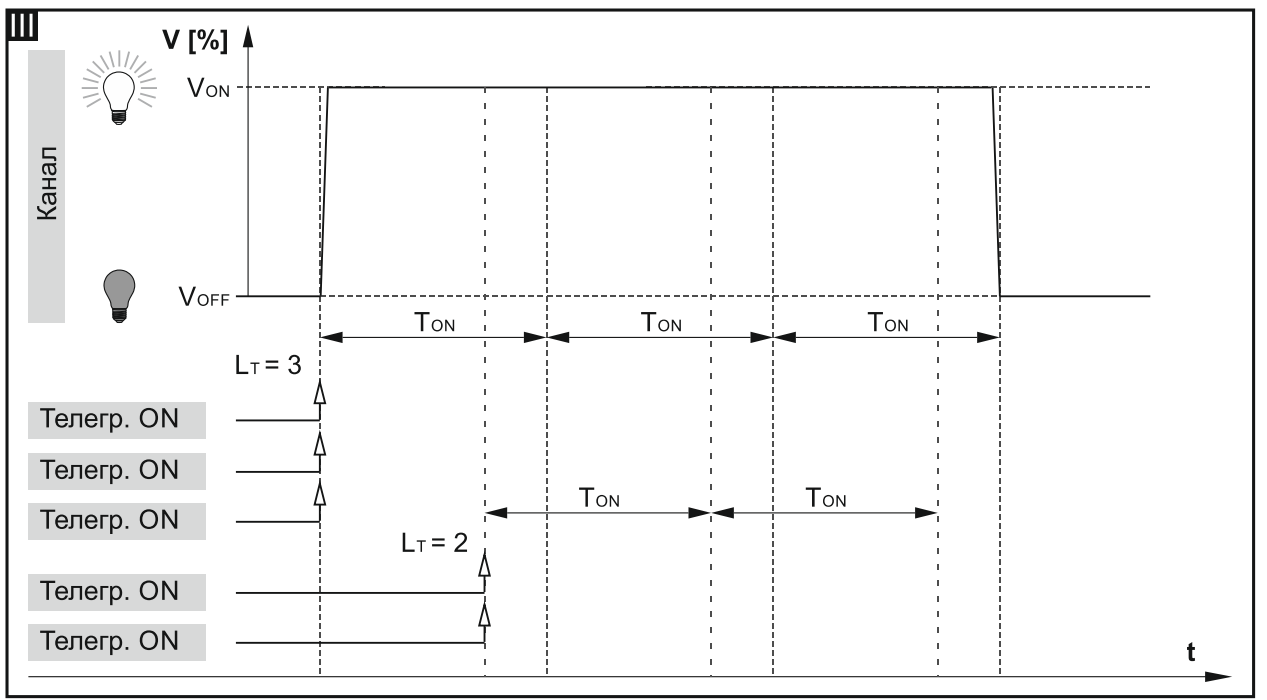 III
V [%]
VON
Канал
VOFF
TON TON TON
LT = 3
Телегр. ON
Телегр. ON
Телегр. ON
TON TON
LT = 2
Телегр. ON
Телегр. ON
t